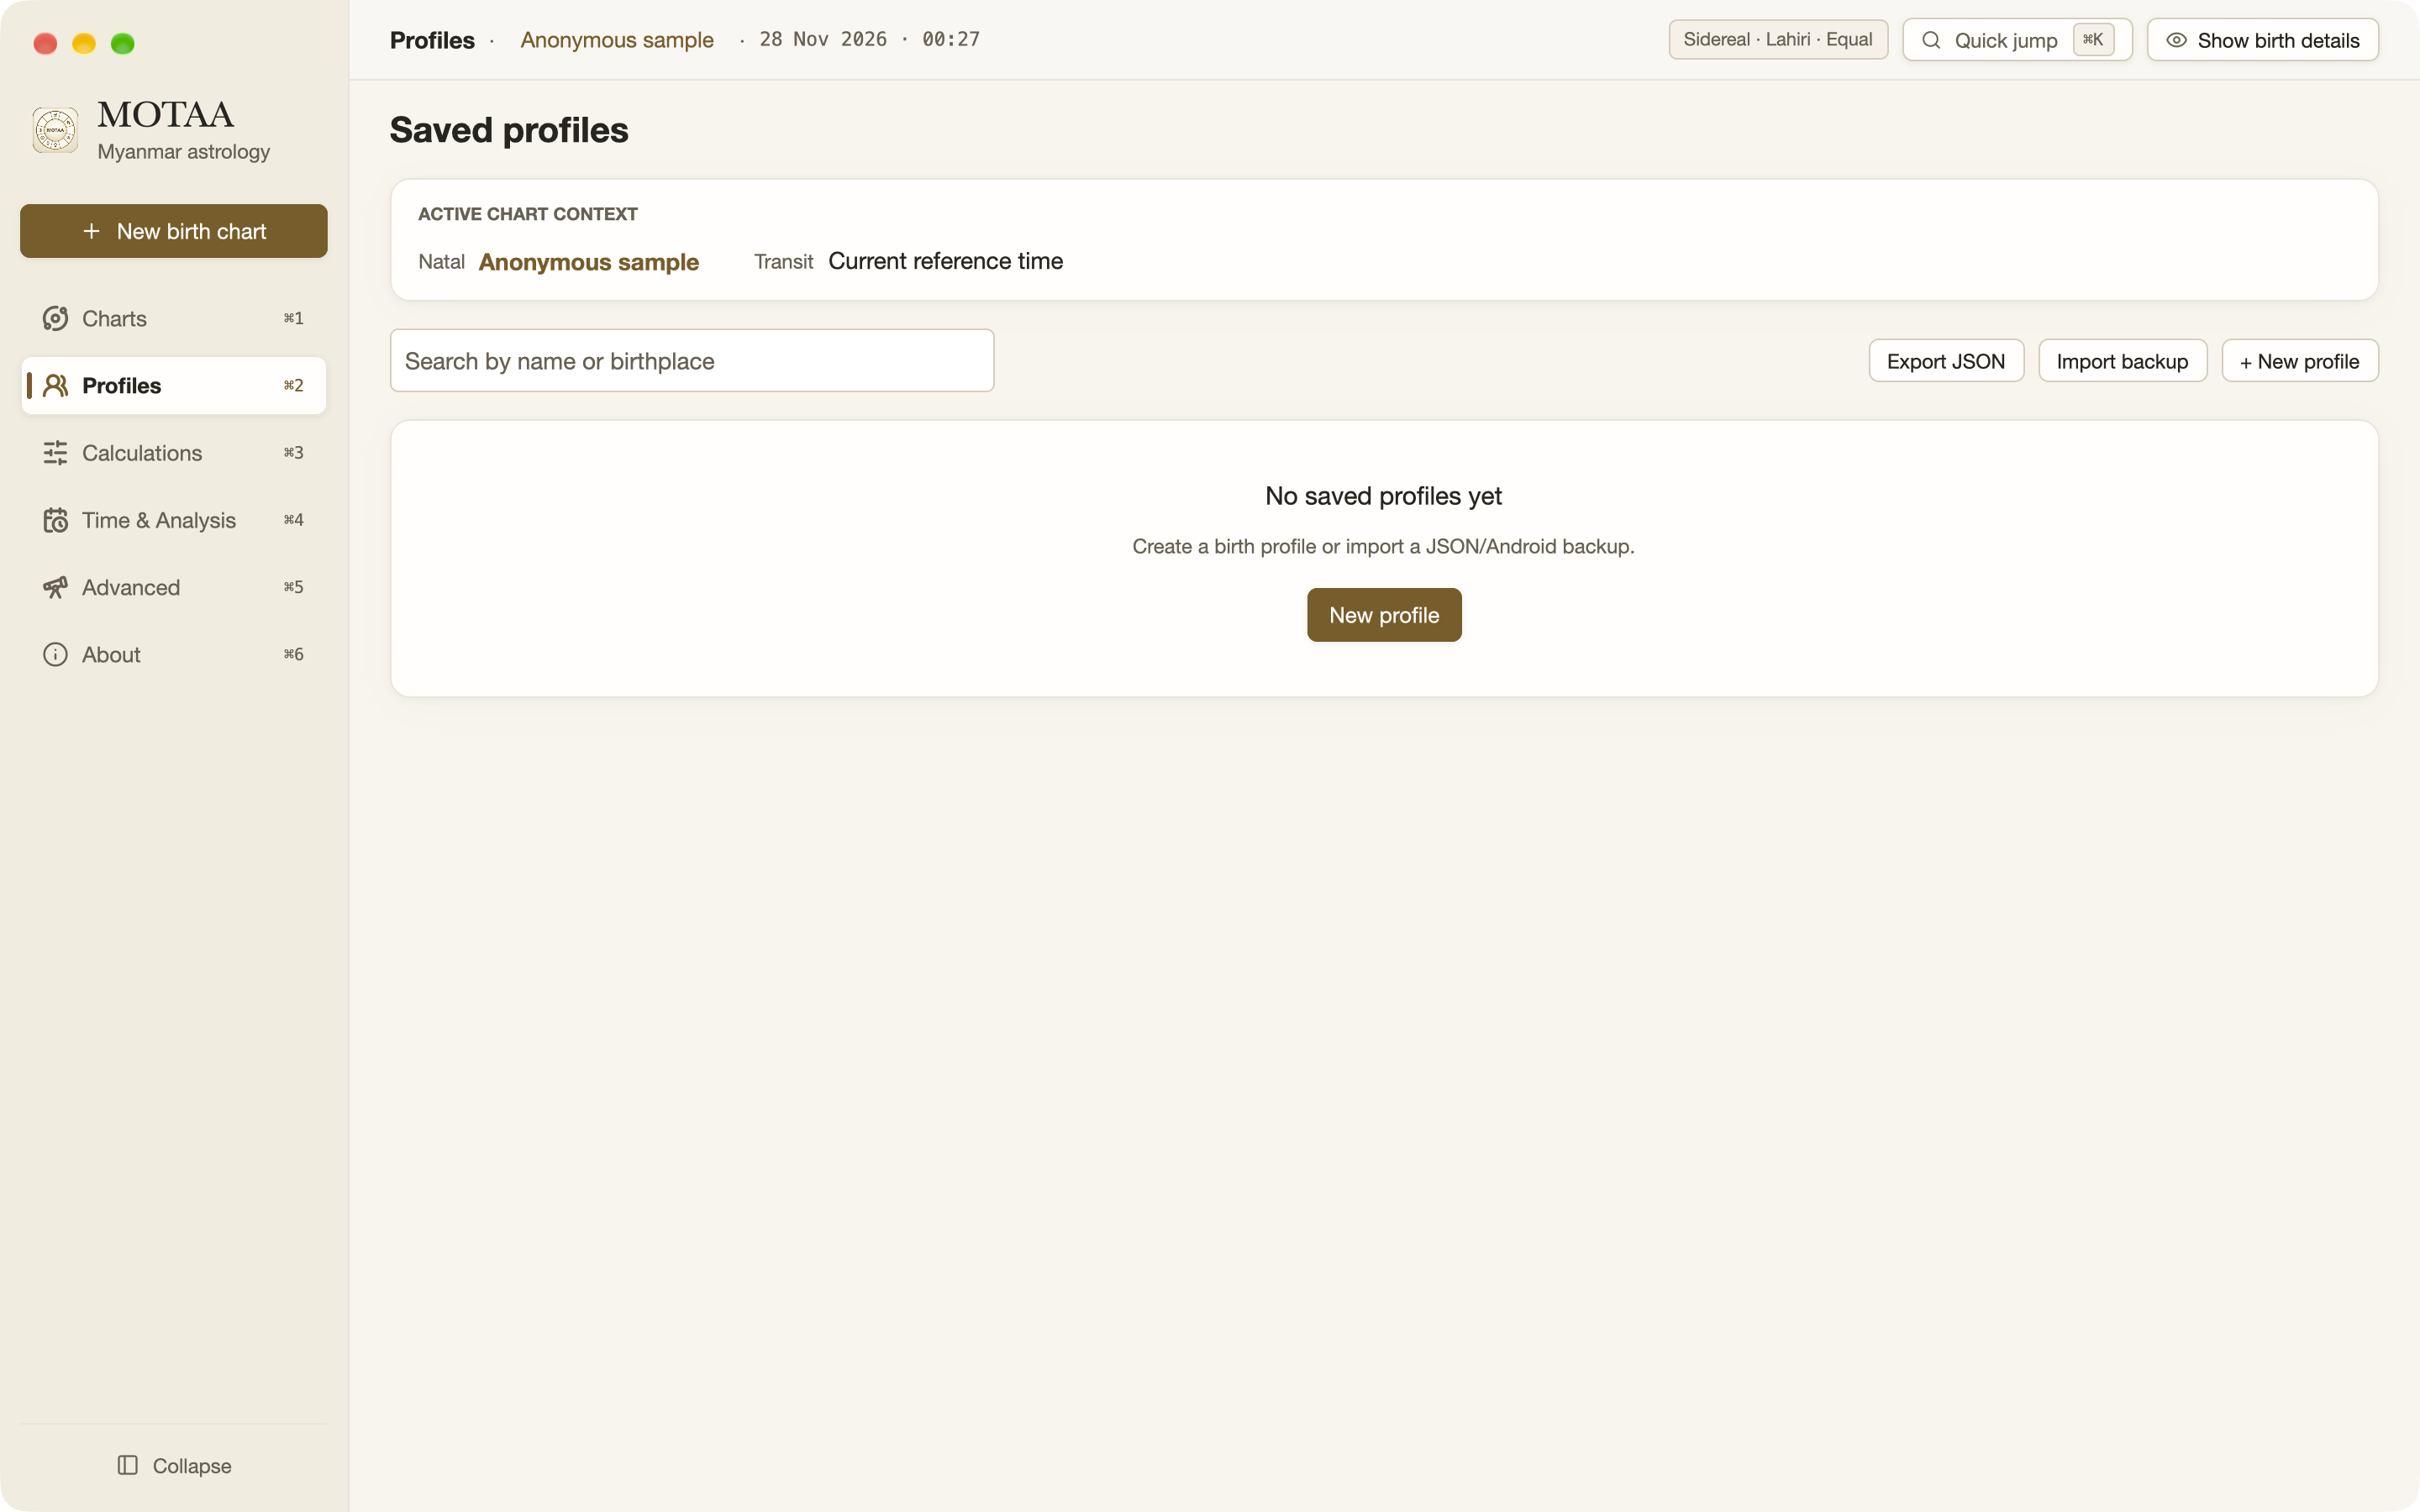 MOTAA
Myanmar astrology
+ New birth chart
Charts ⌘1
Profiles ⌘2
Calculations ⌘3
Time & Analysis ⌘4
Advanced ⌘5
About ⌘6
Collapse
Profiles · Anonymous sample · 28 Nov 2026 · 00:27
Sidereal · Lahiri · Equal
Quick jump ⌘K
Show birth details
Saved profiles
ACTIVE CHART CONTEXT
Natal Anonymous sample Transit Current reference time
Search by name or birthplace
Export JSON
Import backup
+ New profile
No saved profiles yet
Create a birth profile or import a JSON/Android backup.
New profile